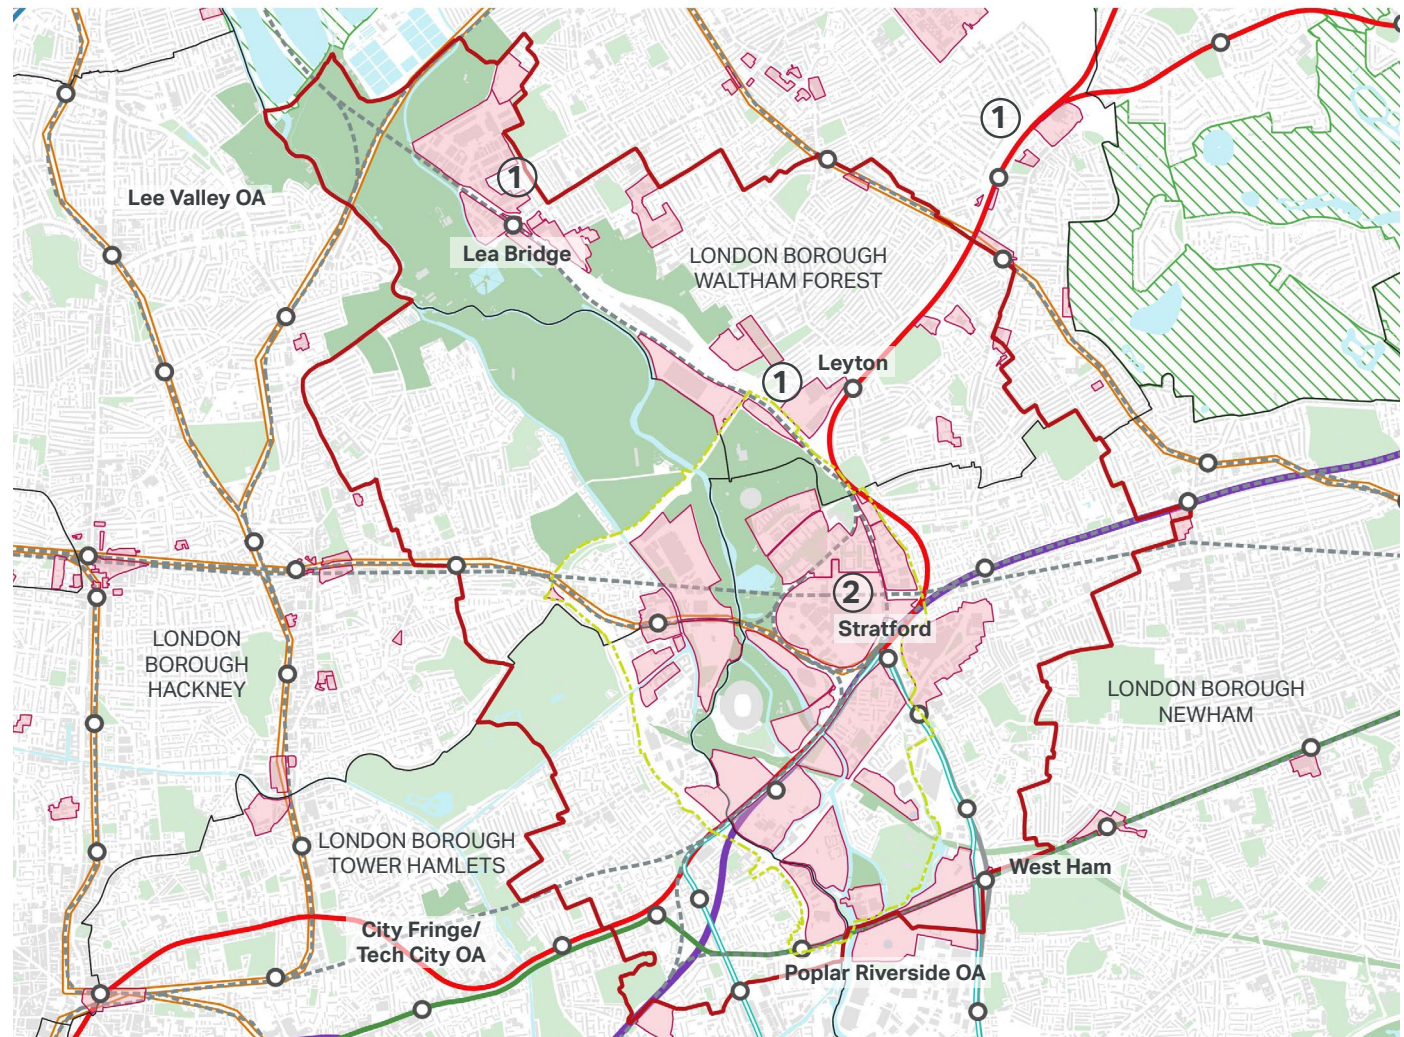 1
Lee Valley OA
1
Lea Bridge
LONDON BOROUGH
WALTHAM FOREST
1
Leyton
2
Stratford
LONDON
BOROUGH
HACKNEY
LONDON BOROUGH
NEWHAM
LONDON BOROUGH
TOWER HAMLETS
West Ham
City Fringe/
Tech City OA
Poplar Riverside OA